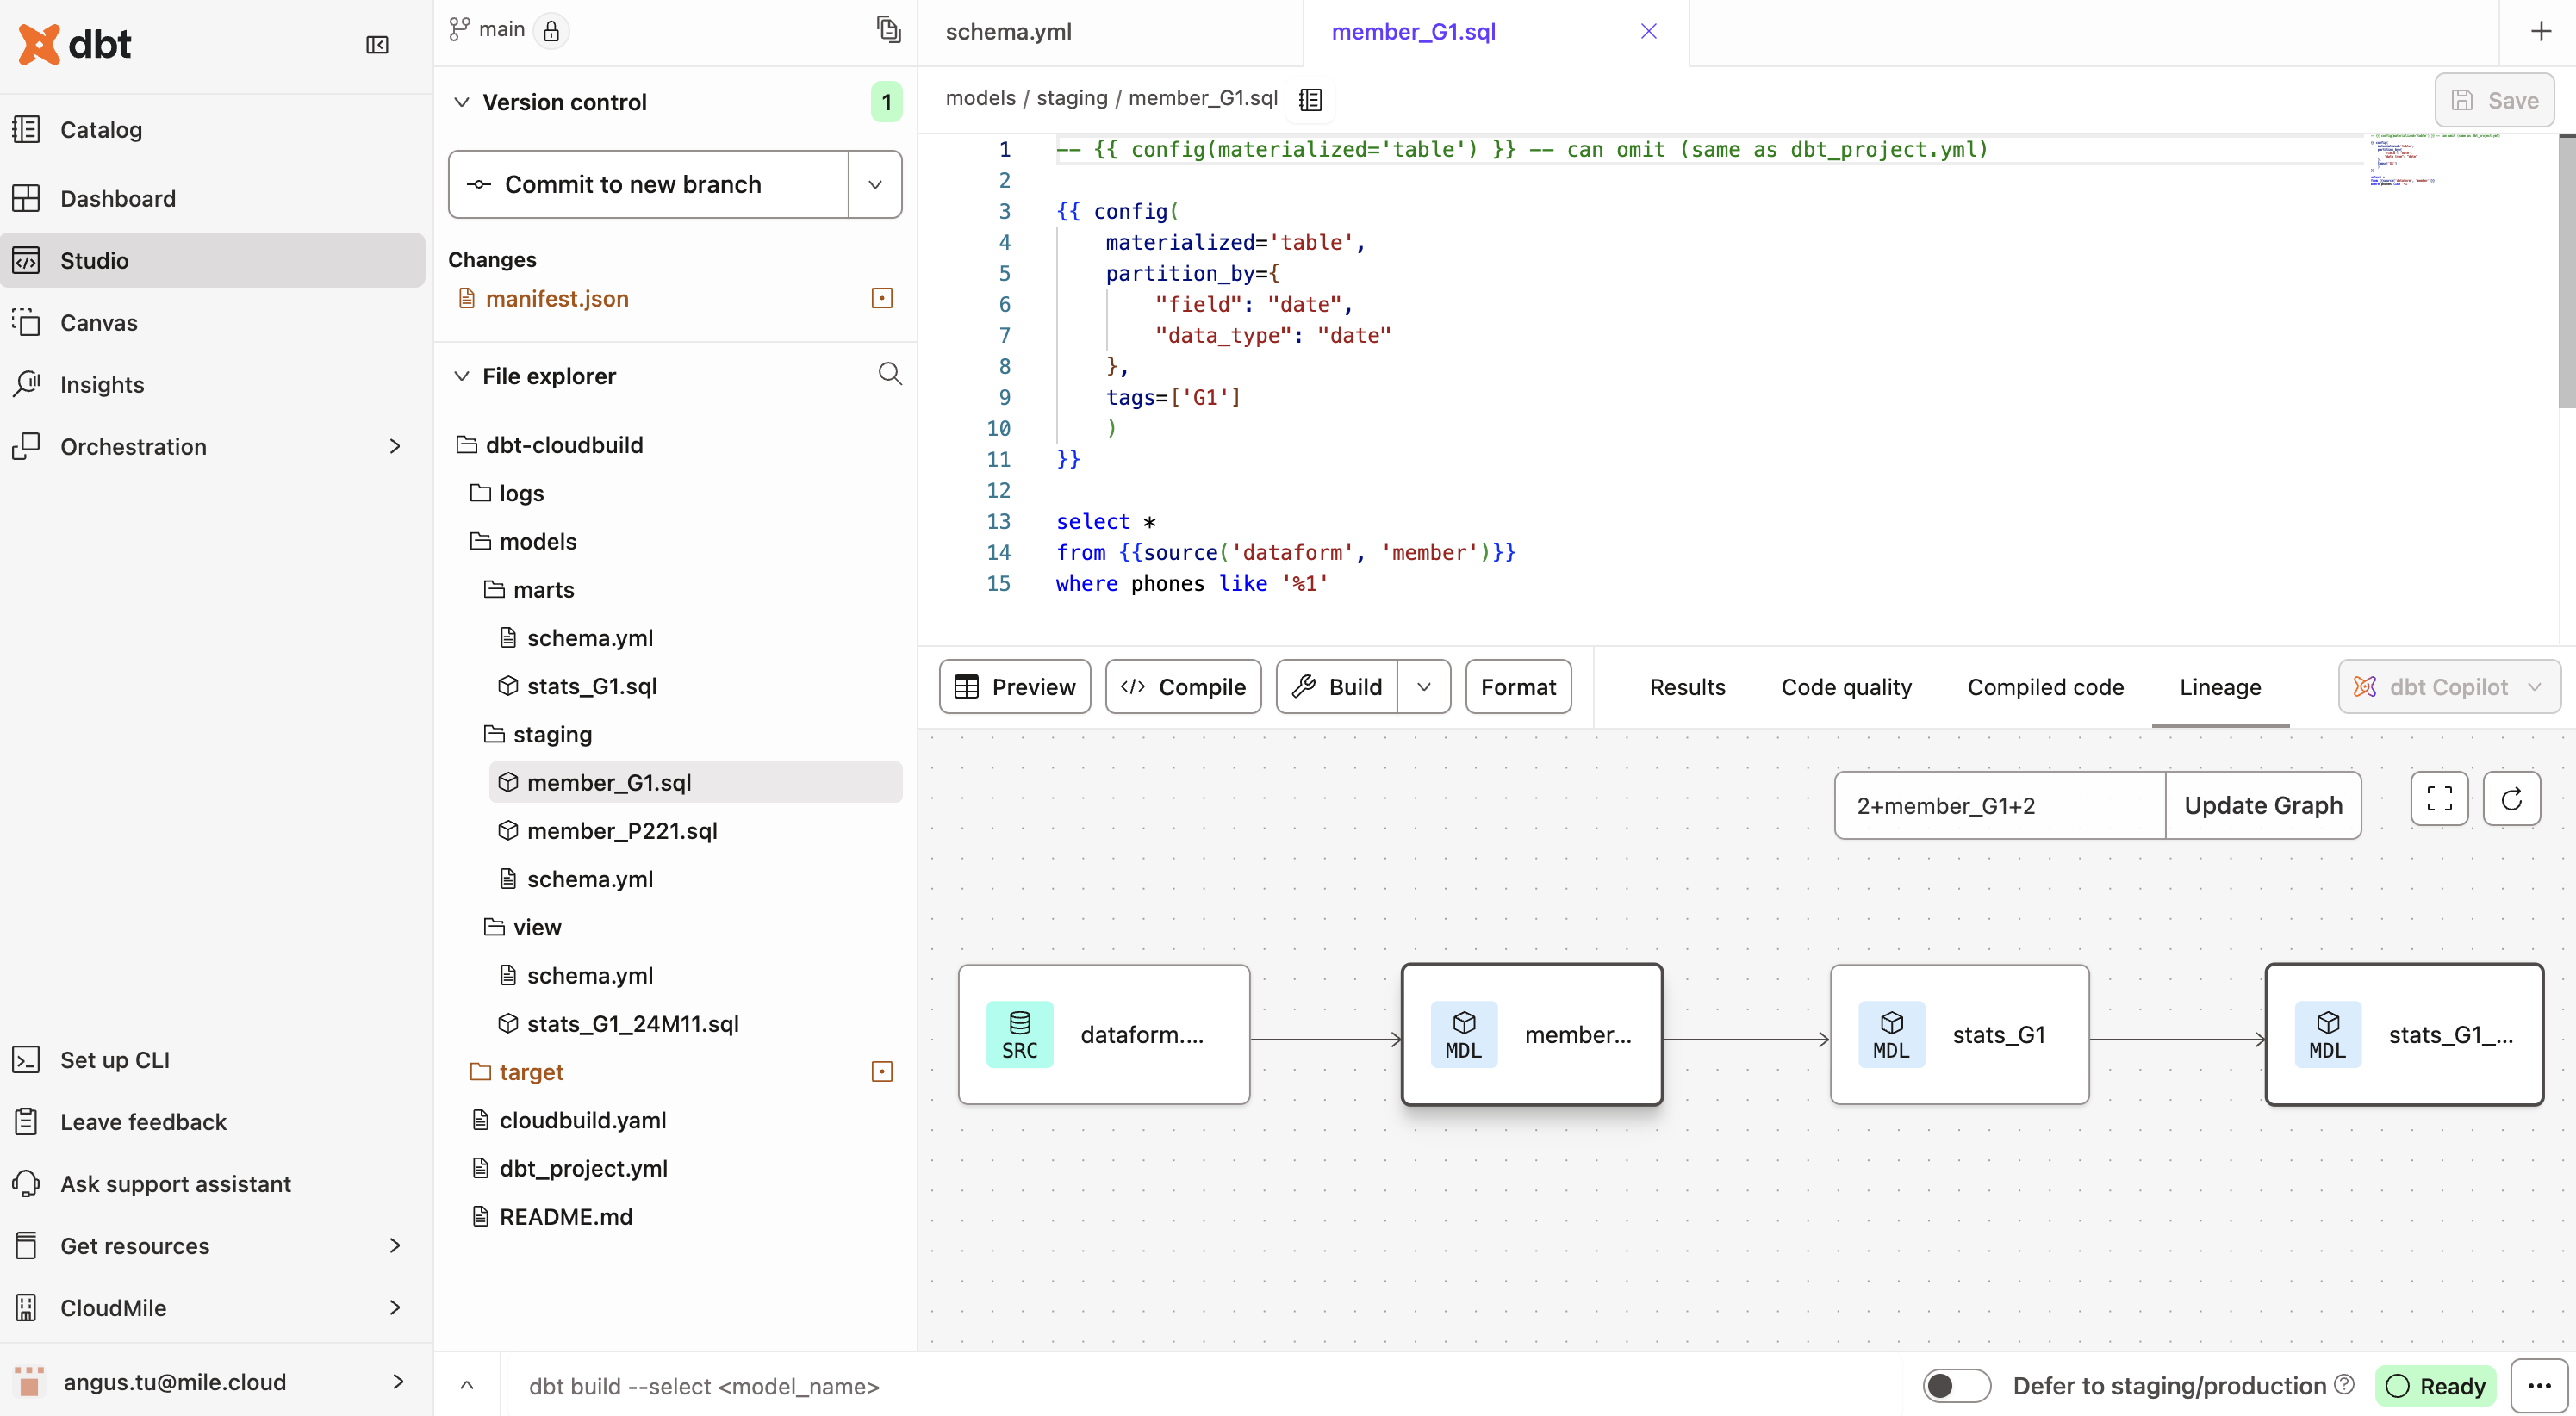 dbt
Catalog
Dashboard
Studio
Canvas
Insights
Orchestration
Set up CLI
Leave feedback
Ask support assistant
Get resources
CloudMile
angus.tu@mile.cloud
main
Version control
1
Commit to new branch
Changes
manifest.json
File explorer
dbt-cloudbuild
logs
models
marts
schema.yml
stats_G1.sql
staging
member_G1.sql
member_P221.sql
schema.yml
view
schema.yml
stats_G1_24M11.sql
target
cloudbuild.yaml
dbt_project.yml
README.md
schema.yml
member_G1.sql
models / staging / member_G1.sql
Save
1 -- {{ config(materialized='table') }} -- can omit (same as dbt_project.yml)
2
3 {{ config(
4 materialized='table',
5 partition_by={
6 "field": "date",
7 "data_type": "date"
8 },
9 tags=['G1']
10 )
11 }}
12
13 select *
14 from {{source('dataform', 'member')}}
15 where phones like '%1'
Preview
Compile
Build
Format
Results
Code quality
Compiled code
Lineage
dbt Copilot
2+member_G1+2
Update Graph
SRC
dataform....
MDL
member...
MDL
stats_G1
MDL
stats_G1_...
dbt build --select <model_name>
Defer to staging/production
Ready